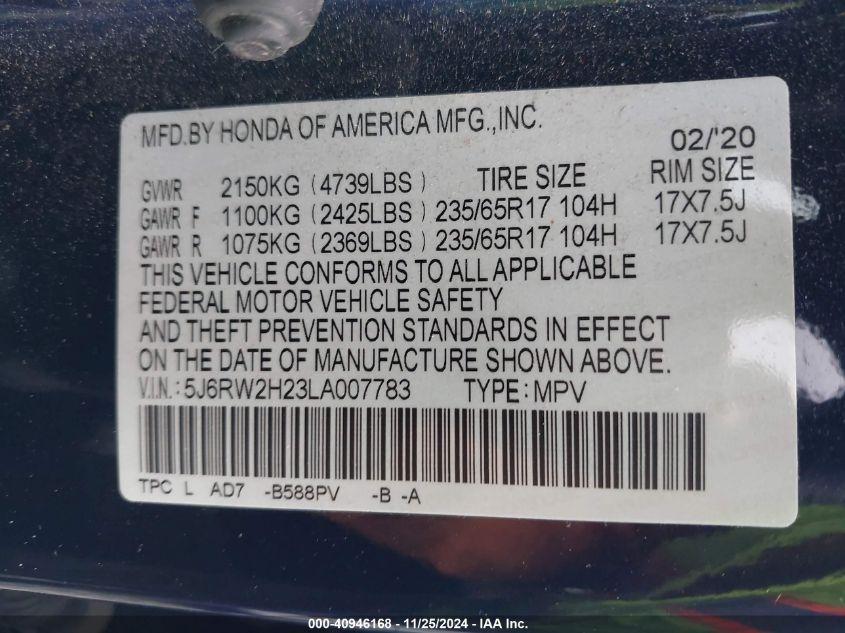 MFD.BY HONDA OF AMERICA MFG.,INC.
02/'20
GVWR 2150KG (4739LBS) TIRE SIZE RIM SIZE
GAWR F 1100KG (2425LBS) 235/65R17 104H 17X7.5J
GAWR R 1075KG (2369LBS) 235/65R17 104H 17X7.5J
THIS VEHICLE CONFORMS TO ALL APPLICABLE
FEDERAL MOTOR VEHICLE SAFETY
AND THEFT PREVENTION STANDARDS IN EFFECT
ON THE DATE OF MANUFACTURE SHOWN ABOVE.
V.I.N.: 5J6RW2H23LA007783 TYPE: MPV
TPC L AD7 -B588PV -B -A
000-40946168 - 11/25/2024 - IAA Inc.